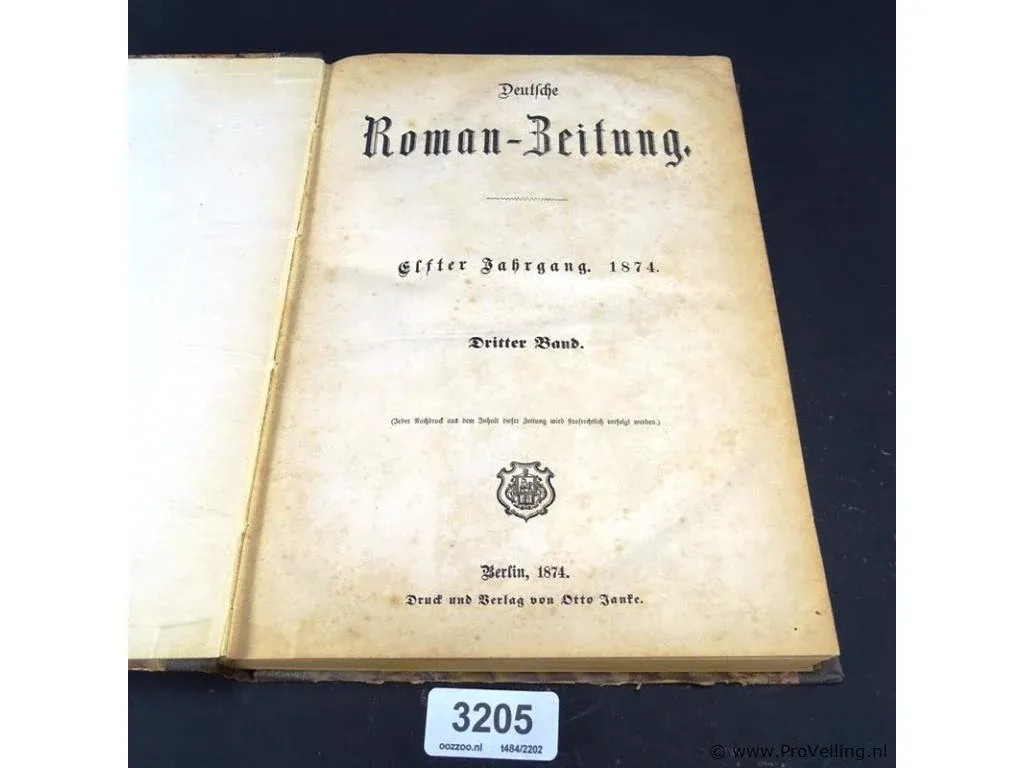 Deutsche
Roman-Zeitung.
Elfter Jahrgang. 1874.
Dritter Band.
(Jeder Nachdruck aus dem Inhalt dieser Zeitung wird strafrechtlich verfolgt werden.)
Berlin, 1874.
Druck und Verlag von Otto Janke.
3205
oozzoo.nl t484/2202
© www.ProVeiling.nl